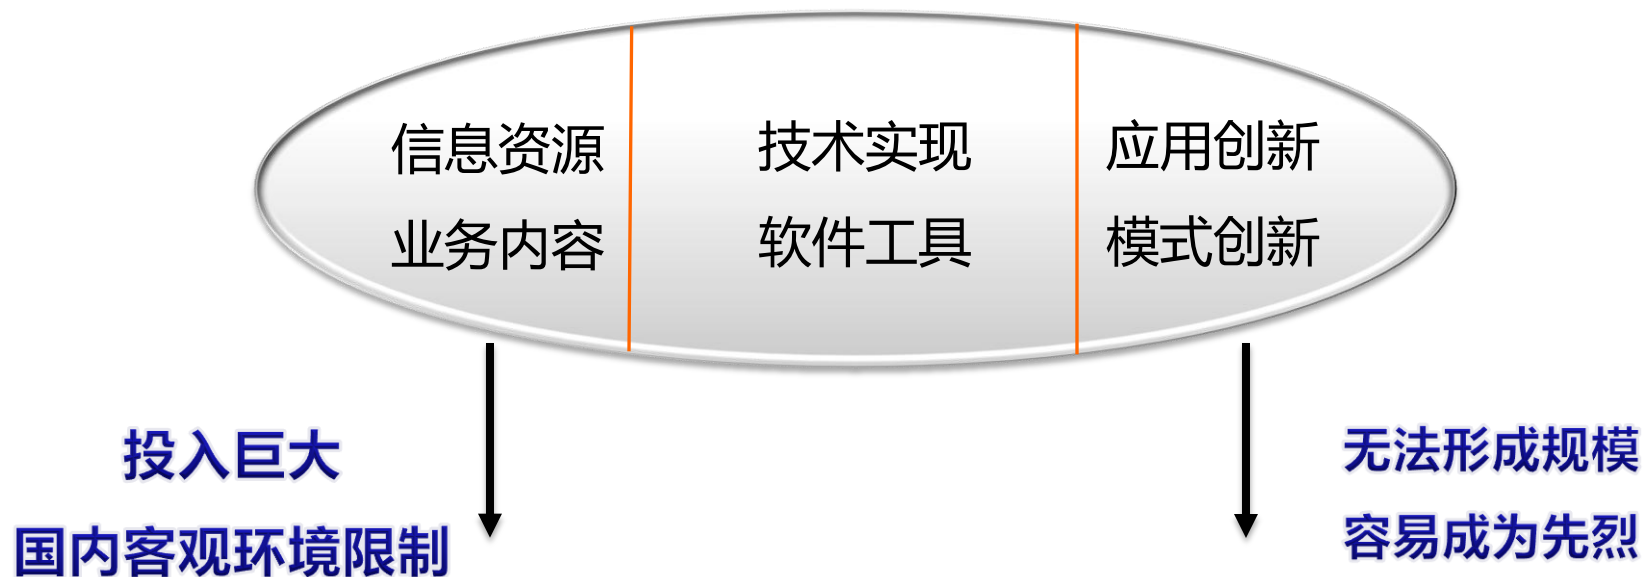 信息资源
业务内容
技术实现
软件工具
应用创新
模式创新
投入巨大
国内客观环境限制
无法形成规模
容易成为先烈